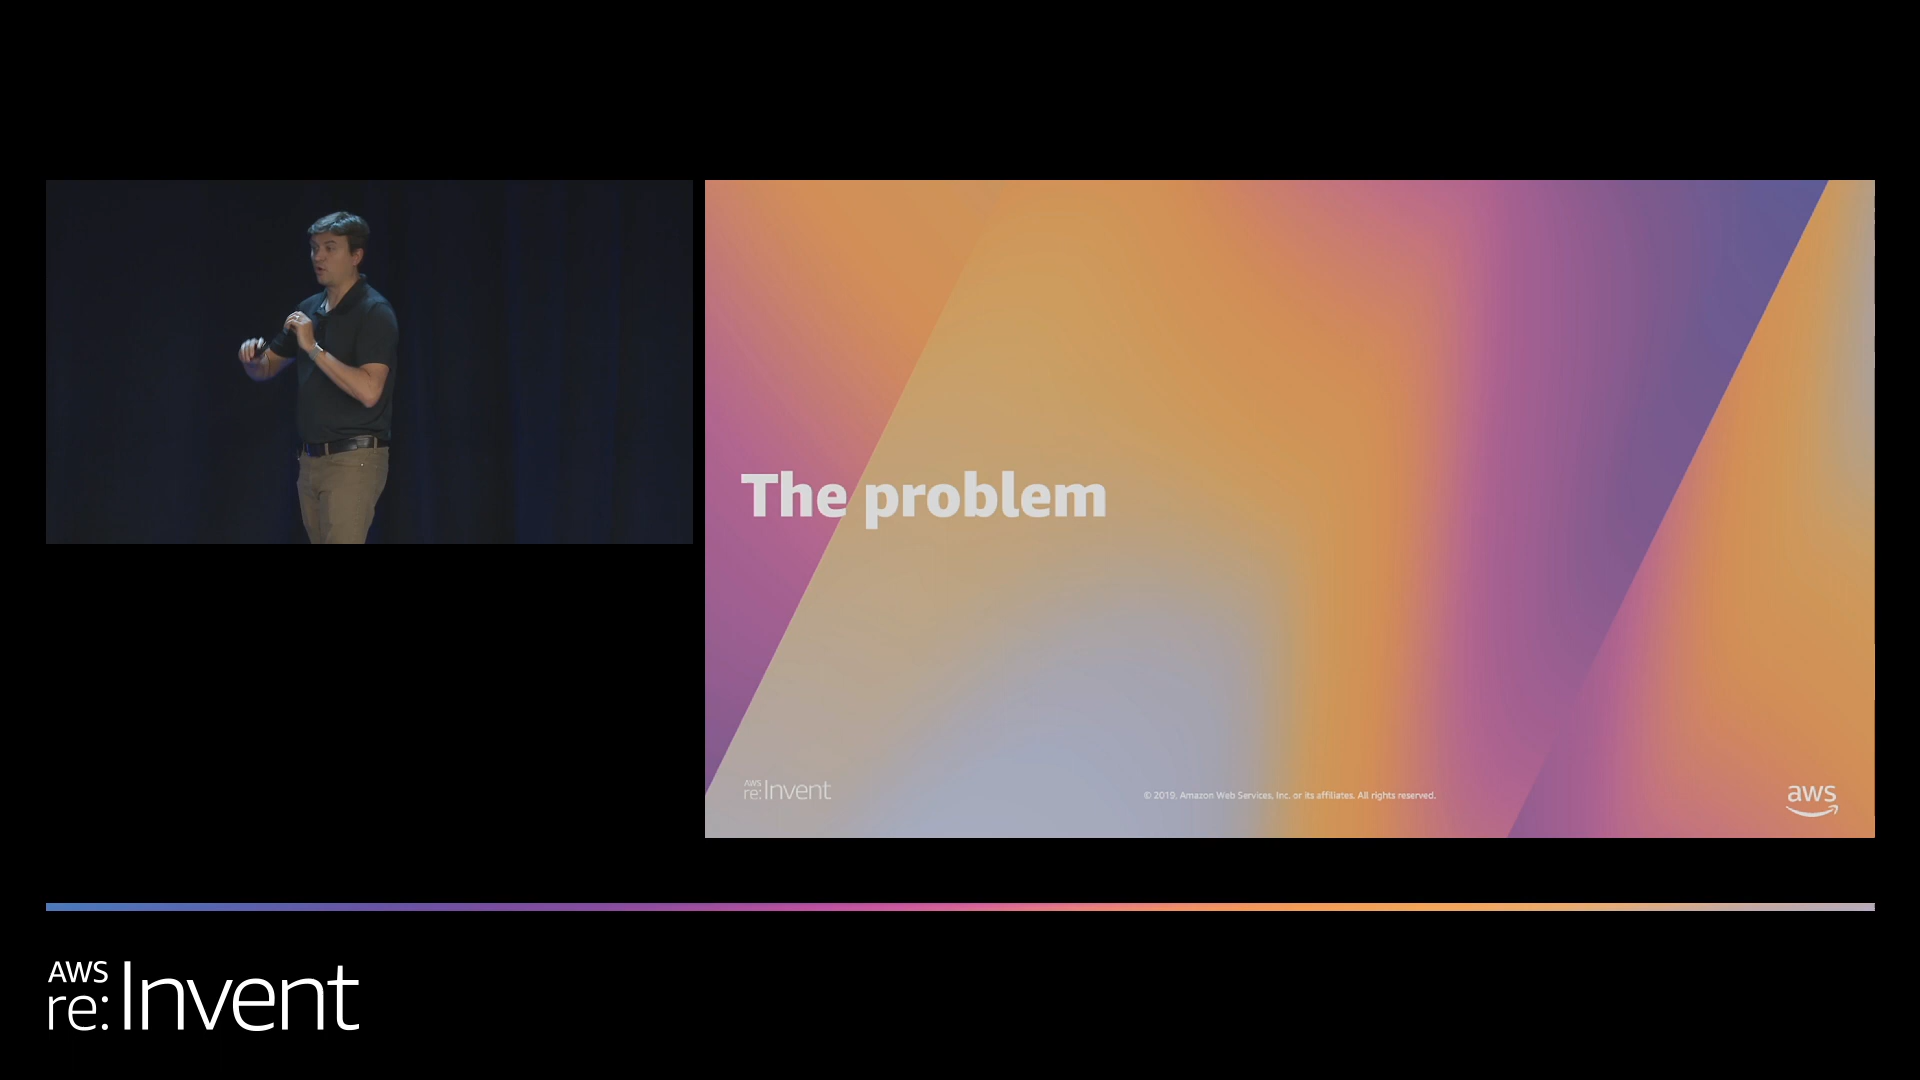 The problem
AWS
re:Invent
© 2019, Amazon Web Services, Inc. or its affiliates. All rights reserved.
aws
AWS
re:Invent